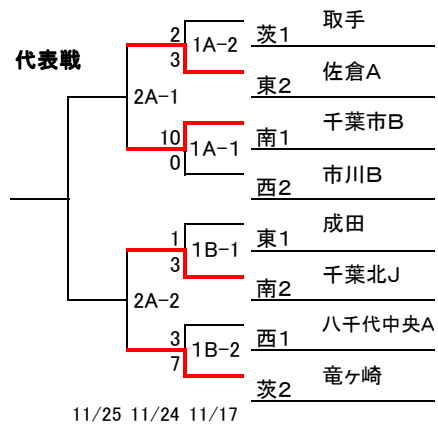 代表戦
2
3
1A-2
茨1 取手
東2 佐倉A
2A-1
10
0
1A-1
南1 千葉市B
西2 市川B
1
3
1B-1
東1 成田
南2 千葉北J
2A-2
3
7
1B-2
西1 八千代中央A
茨2 竜ヶ崎
11/25 11/24 11/17